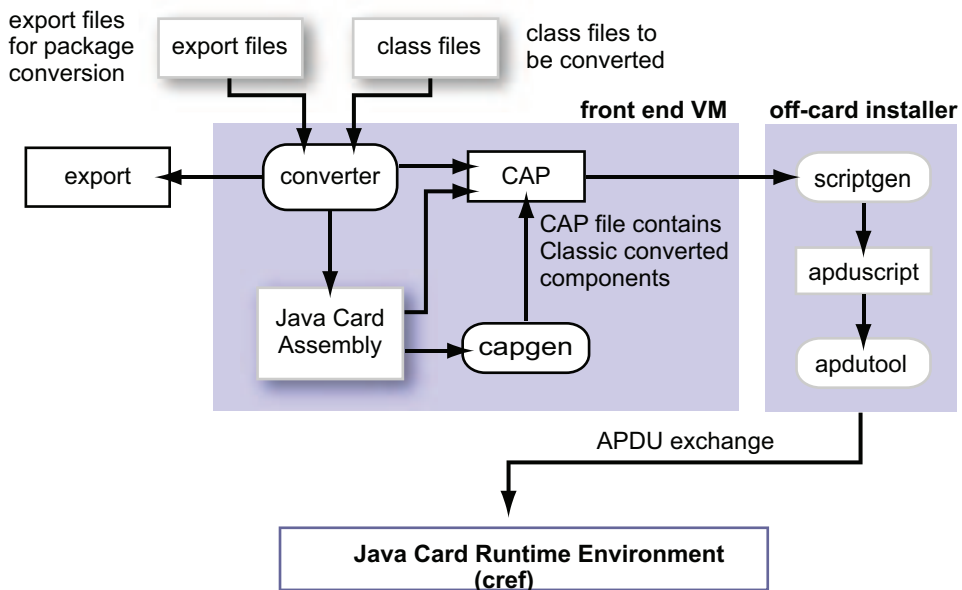 export files
for package
conversion
export files
class files
class files to
be converted
front end VM
off-card installer
export
converter
CAP
scriptgen
CAP file contains
Classic converted
components
apduscript
Java Card
Assembly
capgen
apdutool
APDU exchange
Java Card Runtime Environment
(cref)